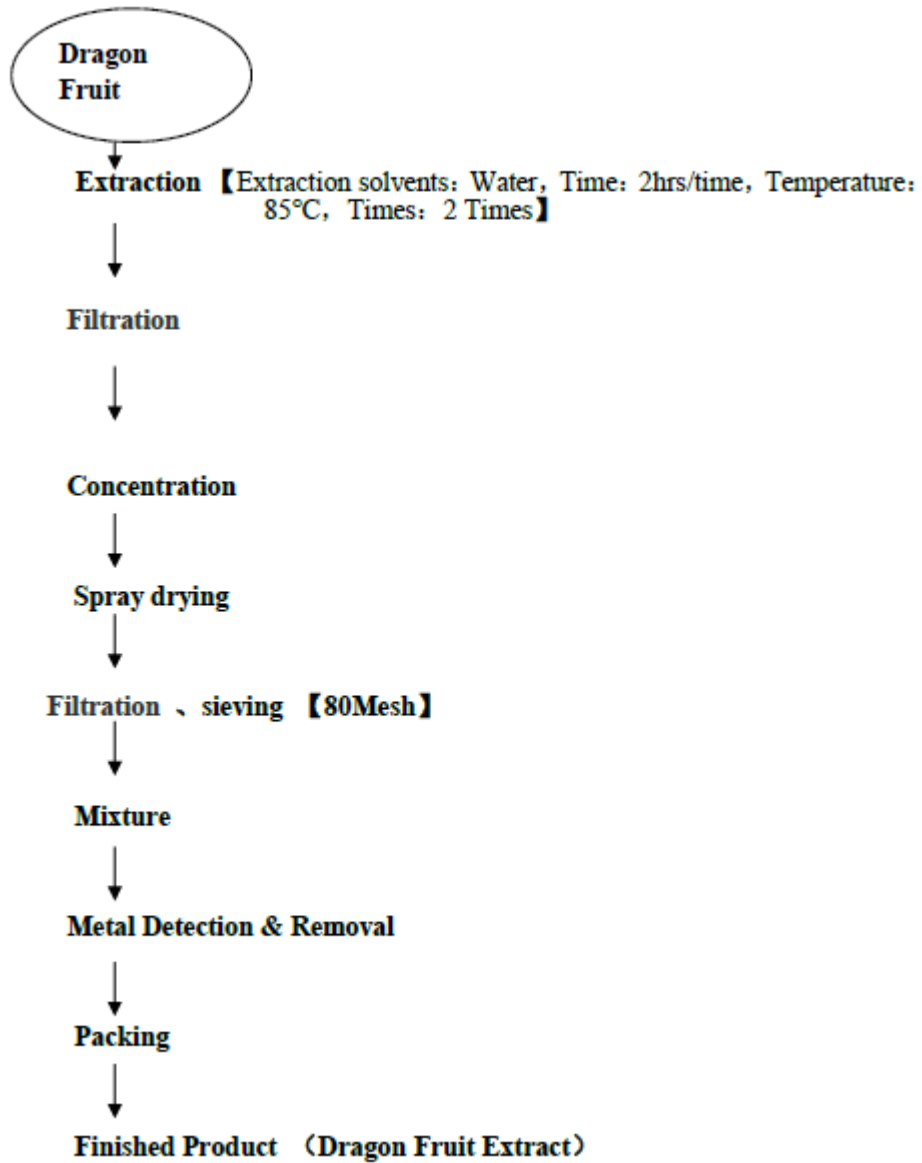 Dragon
Fruit
Extraction 【Extraction solvents：Water，Time：2hrs/time，Temperature：
85℃，Times：2 Times】
Filtration
Concentration
Spray drying
Filtration 、sieving 【80Mesh】
Mixture
Metal Detection & Removal
Packing
Finished Product （Dragon Fruit Extract）